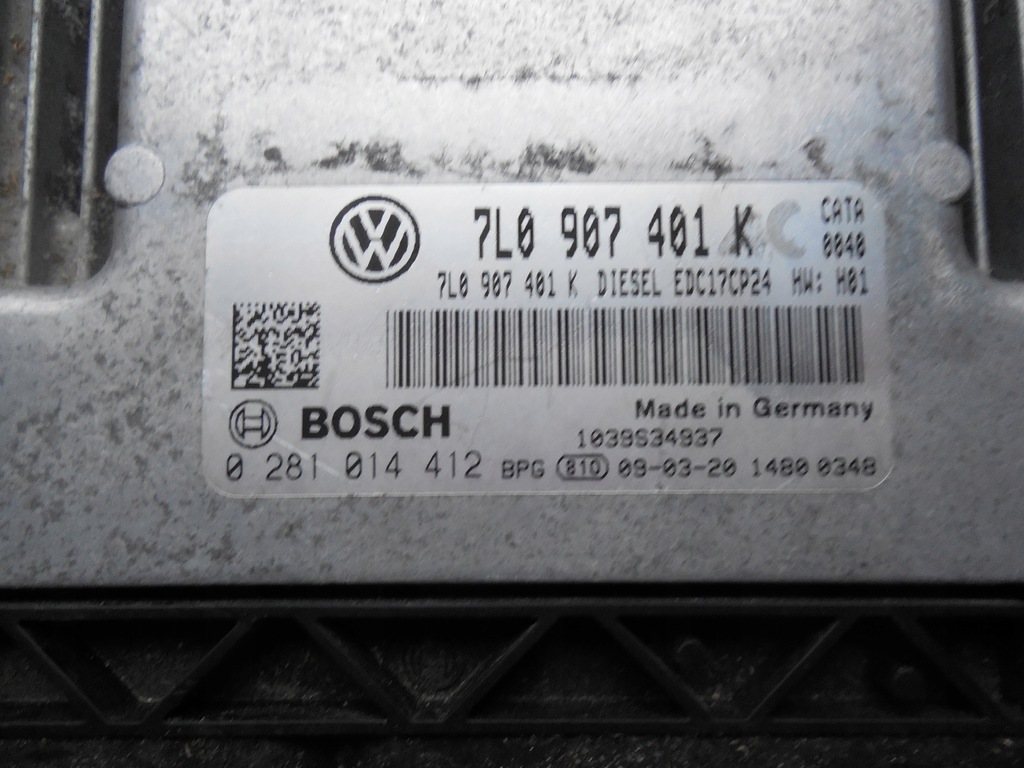 7L0 907 401 K C CATA
0040
7L0 907 401 K DIESEL EDC17CP24 HW: H01
BOSCH
Made in Germany
1039S34937
0 281 014 412 BPG 810 09-03-20 1480 0348